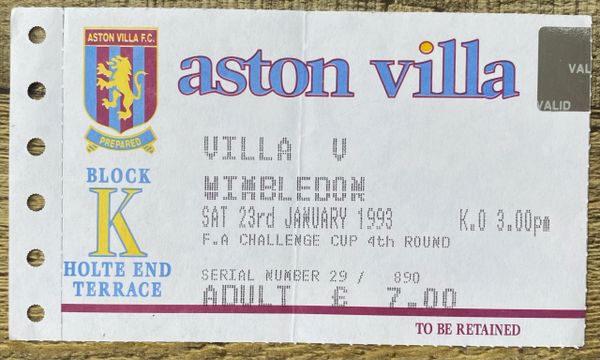 ASTON VILLA F.C.
PREPARED
aston villa
VAL
VALID
VILLA V
WIMBLEDON
SAT 23rd JANUARY 1993 K.O 3.00pm
F.A CHALLENGE CUP 4th ROUND
SERIAL NUMBER 29 / 890
ADULT £ 7.00
BLOCK
K
HOLTE END
TERRACE
TO BE RETAINED